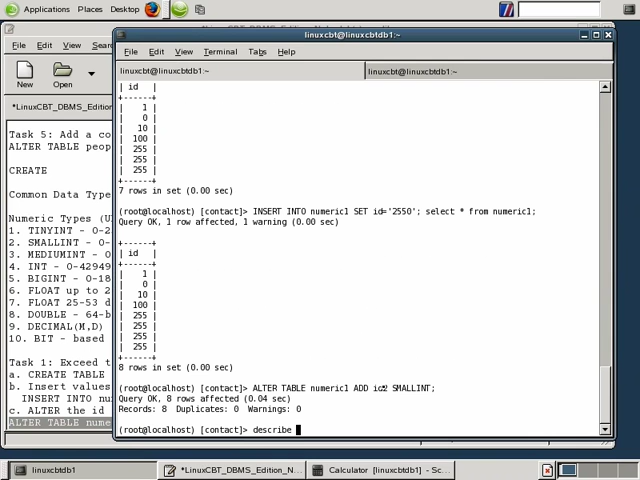 Applications Places Desktop
linuxcbt@linuxcbtdb1:~
File Edit View Sear
New Open
*LinuxCBT_DBMS_Edition
Task 5: Add a co
ALTER TABLE peop
CREATE
Common Data Type
Numeric Types (U
1. TINYINT - 0-2
2. SMALLINT - 0-
3. MEDIUMINT - 0
4. INT - 0-42949
5. BIGINT - 0-18
6. FLOAT up to 2
7. FLOAT 25-53 d
8. DOUBLE - 64-b
9. DECIMAL(M,D)
10. BIT - based
Task 1: Exceed t
a. CREATE TABLE
b. Insert values
INSERT INTO nu
c. ALTER the id
ALTER TABLE nume
File Edit View Terminal Tabs Help
linuxcbt@linuxcbtdb1:~ linuxcbt@linuxcbtdb1:~
| id |
+------+
| 1 |
| 0 |
| 10 |
| 100 |
| 255 |
| 255 |
| 255 |
+------+
7 rows in set (0.00 sec)
(root@localhost) [contact]> INSERT INTO numeric1 SET id='2550'; select * from numeric1;
Query OK, 1 row affected, 1 warning (0.00 sec)
+------+
| id |
+------+
| 1 |
| 0 |
| 10 |
| 100 |
| 255 |
| 255 |
| 255 |
| 255 |
+------+
8 rows in set (0.00 sec)
(root@localhost) [contact]> ALTER TABLE numeric1 ADD id2 SMALLINT;
Query OK, 8 rows affected (0.04 sec)
Records: 8 Duplicates: 0 Warnings: 0
(root@localhost) [contact]> describe
linuxcbtdb1 *LinuxCBT_DBMS_Edition_N... Calculator [linuxcbtdb1] - Sc...